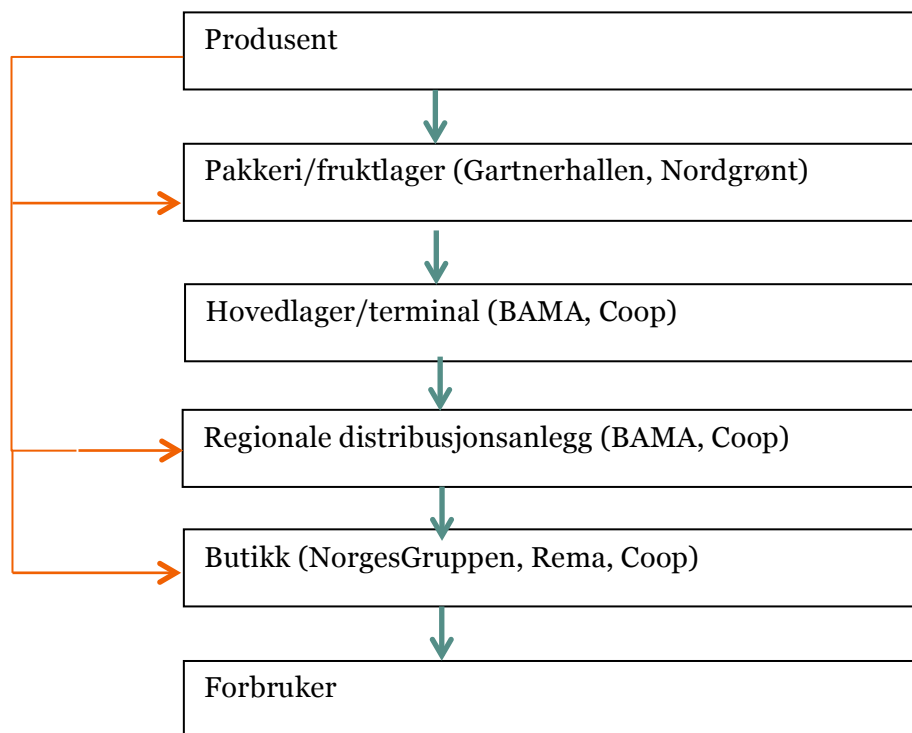 Produsent
Pakkeri/fruktlager (Gartnerhallen, Nordgrønt)
Hovedlager/terminal (BAMA, Coop)
Regionale distribusjonsanlegg (BAMA, Coop)
Butikk (NorgesGruppen, Rema, Coop)
Forbruker